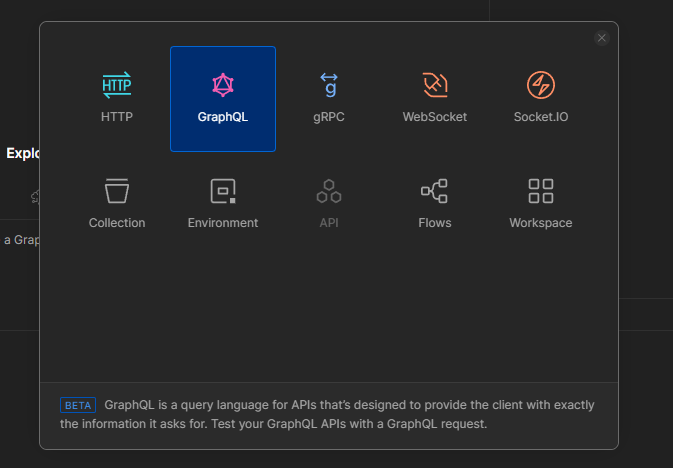 HTTP
HTTP
GraphQL
g
gRPC
WebSocket
Socket.IO
Explo
Collection
Environment
API
Flows
Workspace
a Grap
BETA GraphQL is a query language for APIs that's designed to provide the client with exactly
the information it asks for. Test your GraphQL APIs with a GraphQL request.